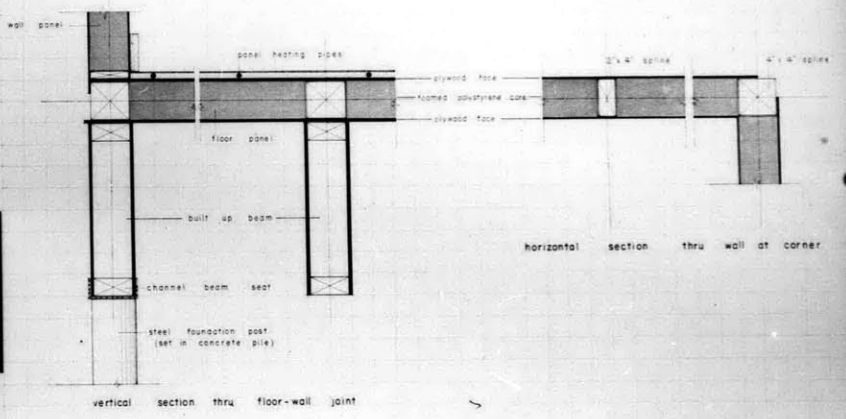 wall panel
panel heating pipes
plywood face
foamed polystyrene core
plywood face
floor panel
built up beam
channel beam seat
steel foundation post
(set in concrete pile)
vertical section thru floor-wall joint
2"x 4" spline
4"x 4" spline
horizontal section thru wall at corner